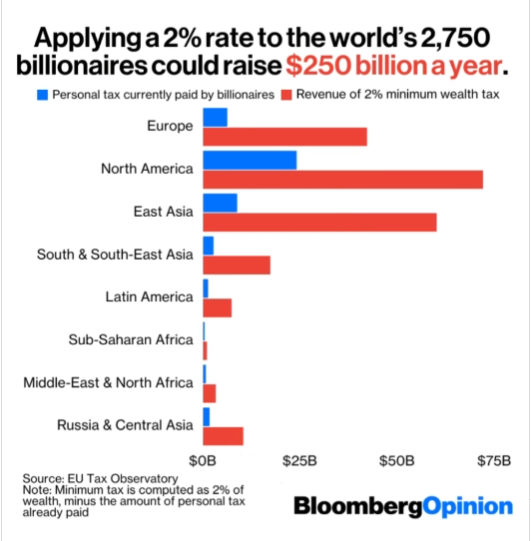 Applying a 2% rate to the world's 2,750
billionaires could raise $250 billion a year.
Personal tax currently paid by billionaires Revenue of 2% minimum wealth tax
Europe
North America
East Asia
South & South-East Asia
Latin America
Sub-Saharan Africa
Middle-East & North Africa
Russia & Central Asia
$0B $25B $50B $75B
Source: EU Tax Observatory
Note: Minimum tax is computed as 2% of
wealth, minus the amount of personal tax
already paid
BloombergOpinion